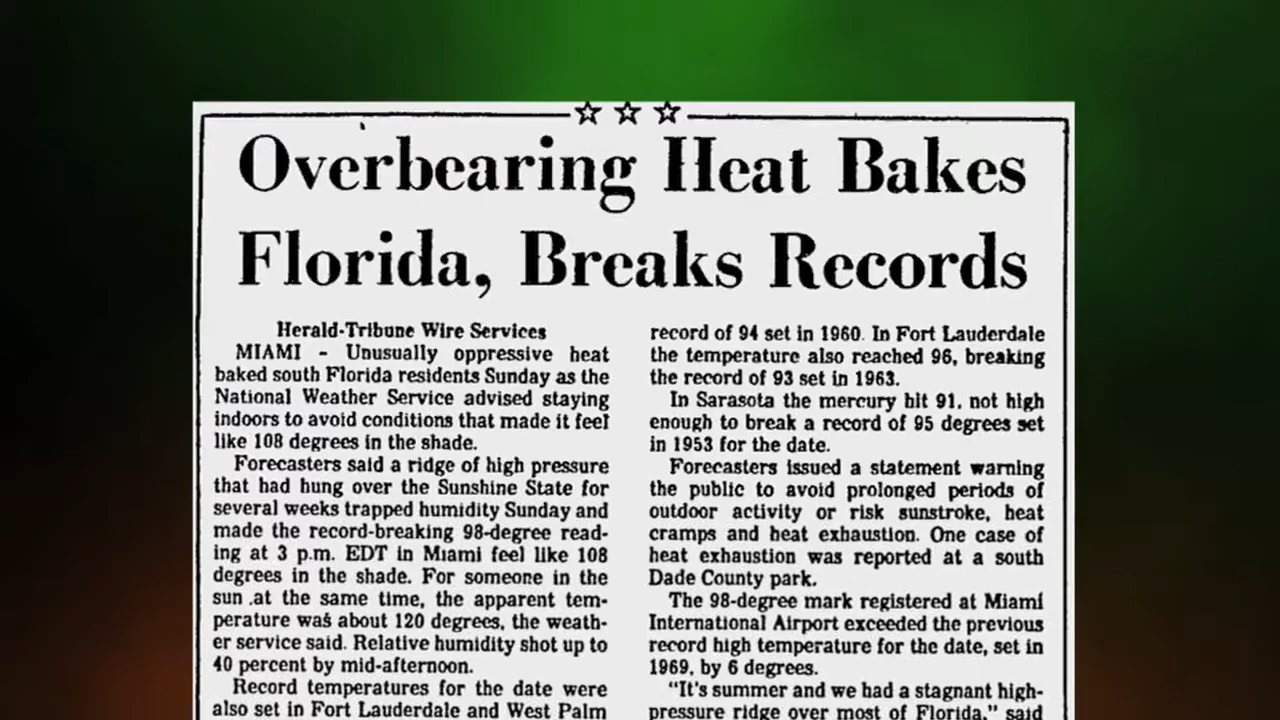 Overbearing Heat Bakes
Florida, Breaks Records
Herald-Tribune Wire Services
MIAMI - Unusually oppressive heat
baked south Florida residents Sunday as the
National Weather Service advised staying
indoors to avoid conditions that made it feel
like 108 degrees in the shade.
Forecasters said a ridge of high pressure
that had hung over the Sunshine State for
several weeks trapped humidity Sunday and
made the record-breaking 98-degree read-
ing at 3 p.m. EDT in Miami feel like 108
degrees in the shade. For someone in the
sun at the same time, the apparent tem-
perature was about 120 degrees, the weath-
er service said. Relative humidity shot up to
40 percent by mid-afternoon.
Record temperatures for the date were
also set in Fort Lauderdale and West Palm
record of 94 set in 1960. In Fort Lauderdale
the temperature also reached 96, breaking
the record of 93 set in 1963.
In Sarasota the mercury hit 91, not high
enough to break a record of 95 degrees set
in 1953 for the date.
Forecasters issued a statement warning
the public to avoid prolonged periods of
outdoor activity or risk sunstroke, heat
cramps and heat exhaustion. One case of
heat exhaustion was reported at a south
Dade County park.
The 98-degree mark registered at Miami
International Airport exceeded the previous
record high temperature for the date, set in
1969, by 6 degrees.
"It's summer and we had a stagnant high-
pressure ridge over most of Florida," said